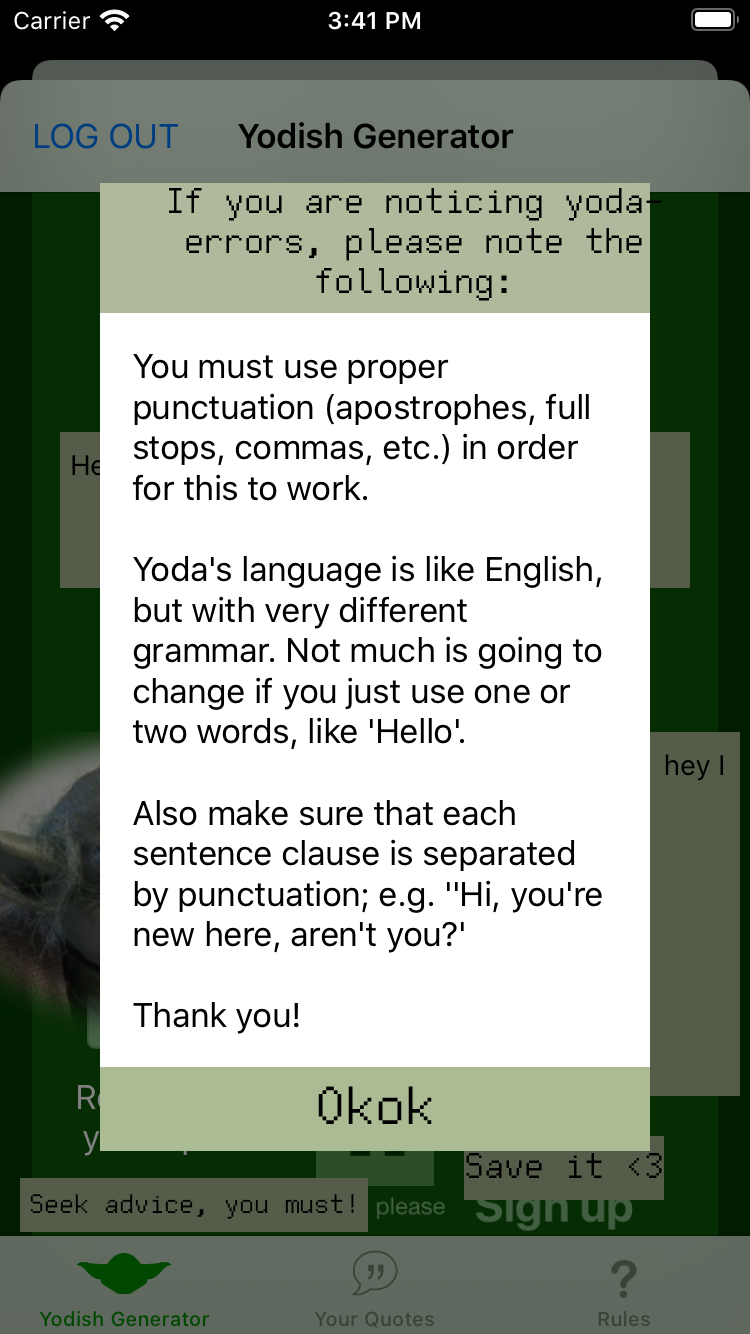 Carrier 3:41 PM
LOG OUT Yodish Generator
If you are noticing yoda-
errors, please note the
following:
He
You must use proper
punctuation (apostrophes, full
stops, commas, etc.) in order
for this to work.
Yoda's language is like English,
but with very different
grammar. Not much is going to
change if you just use one or
two words, like 'Hello'.
hey I
Also make sure that each
sentence clause is separated
by punctuation; e.g. ''Hi, you're
new here, aren't you?'
Thank you!
Okok
Save it <3
Seek advice, you must! please Sign up
Yodish Generator Your Quotes Rules